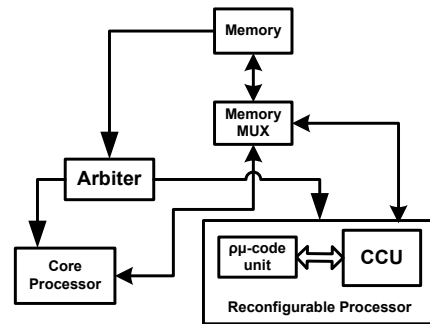 Memory
Memory
MUX
Arbiter
Core
Processor
ρμ-code
unit
CCU
Reconfigurable Processor